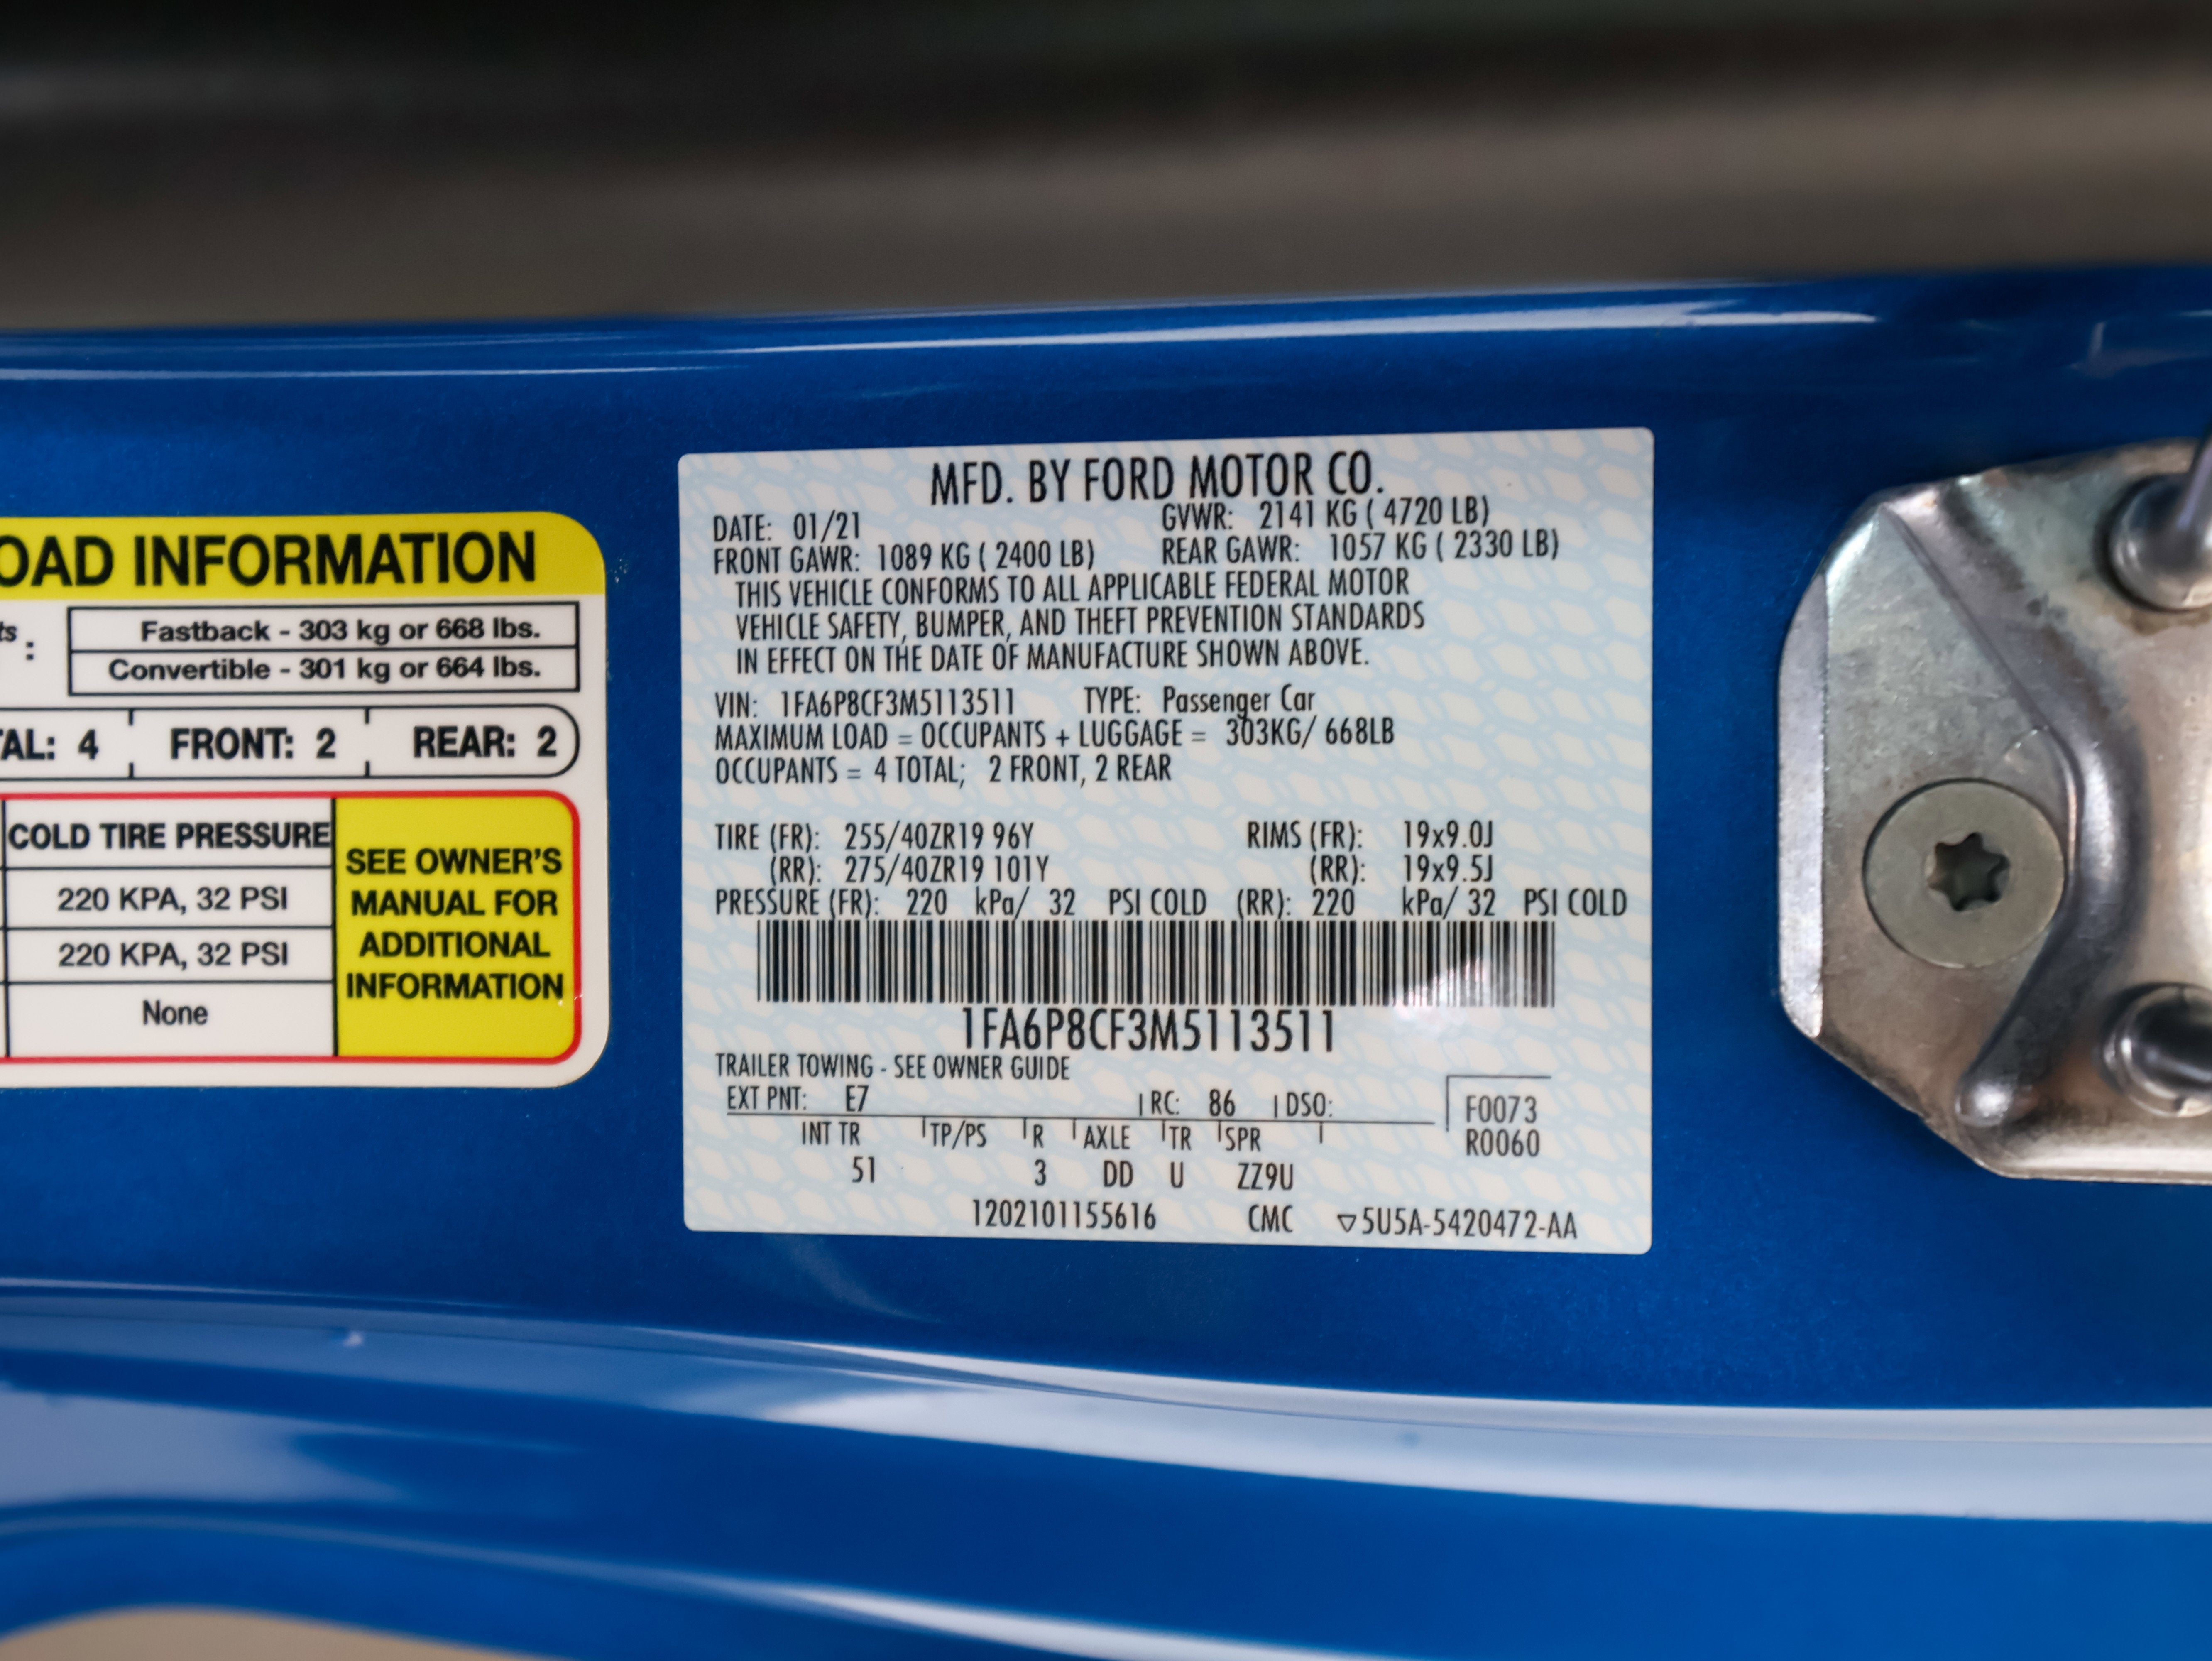 OAD INFORMATION
ts :
Fastback - 303 kg or 668 lbs.
Convertible - 301 kg or 664 lbs.
AL: 4 FRONT: 2 REAR: 2
COLD TIRE PRESSURE
220 KPA, 32 PSI
220 KPA, 32 PSI
None
SEE OWNER'S
MANUAL FOR
ADDITIONAL
INFORMATION
MFD. BY FORD MOTOR CO.
DATE: 01/21 GVWR: 2141 KG ( 4720 LB)
FRONT GAWR: 1089 KG ( 2400 LB) REAR GAWR: 1057 KG ( 2330 LB)
THIS VEHICLE CONFORMS TO ALL APPLICABLE FEDERAL MOTOR
VEHICLE SAFETY, BUMPER, AND THEFT PREVENTION STANDARDS
IN EFFECT ON THE DATE OF MANUFACTURE SHOWN ABOVE.
VIN: 1FA6P8CF3M5113511 TYPE: Passenger Car
MAXIMUM LOAD = OCCUPANTS + LUGGAGE = 303KG/ 668LB
OCCUPANTS = 4 TOTAL; 2 FRONT, 2 REAR
TIRE (FR): 255/40ZR19 96Y RIMS (FR): 19x9.0J
(RR): 275/40ZR19 101Y (RR): 19x9.5J
PRESSURE (FR): 220 kPa/ 32 PSI COLD (RR): 220 kPa/ 32 PSI COLD
1FA6P8CF3M5113511
TRAILER TOWING - SEE OWNER GUIDE
EXT PNT: E7 RC: 86 DSO:
F0073
R0060
INT TR TP/PS R AXLE TR SPR
51 3 DD U ZZ9U
1202101155616 CMC ▽5U5A-5420472-AA